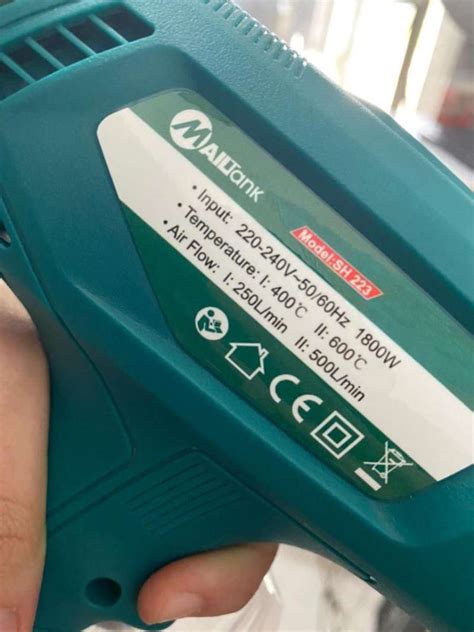 MAILTank
Model:SH 223
• Input: 220-240V~50/60Hz 1800W
• Temperature: I: 400℃ II: 600℃
• Air Flow: I: 250L/min II: 500L/min
CE